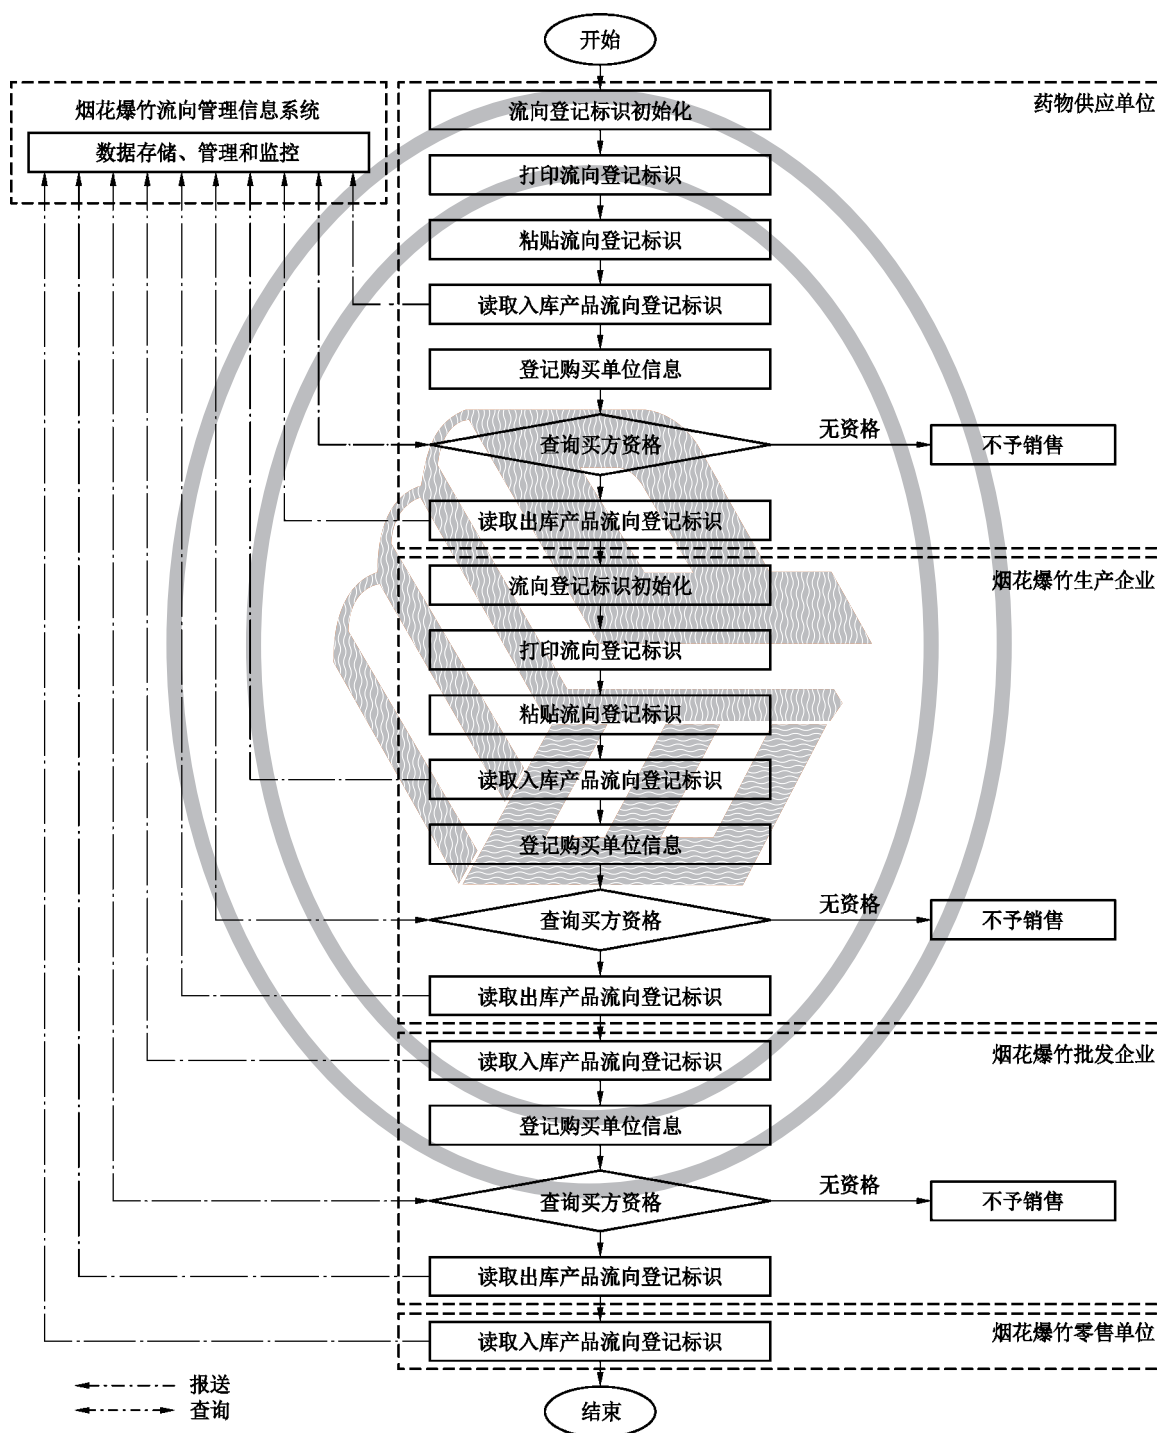 开始
烟花爆竹流向管理信息系统
数据存储、管理和监控
药物供应单位
流向登记标识初始化
打印流向登记标识
粘贴流向登记标识
读取入库产品流向登记标识
登记购买单位信息
查询买方资格
无资格
不予销售
读取出库产品流向登记标识
烟花爆竹生产企业
流向登记标识初始化
打印流向登记标识
粘贴流向登记标识
读取入库产品流向登记标识
登记购买单位信息
查询买方资格
无资格
不予销售
读取出库产品流向登记标识
烟花爆竹批发企业
读取入库产品流向登记标识
登记购买单位信息
查询买方资格
无资格
不予销售
读取出库产品流向登记标识
烟花爆竹零售单位
读取入库产品流向登记标识
报送
查询
结束